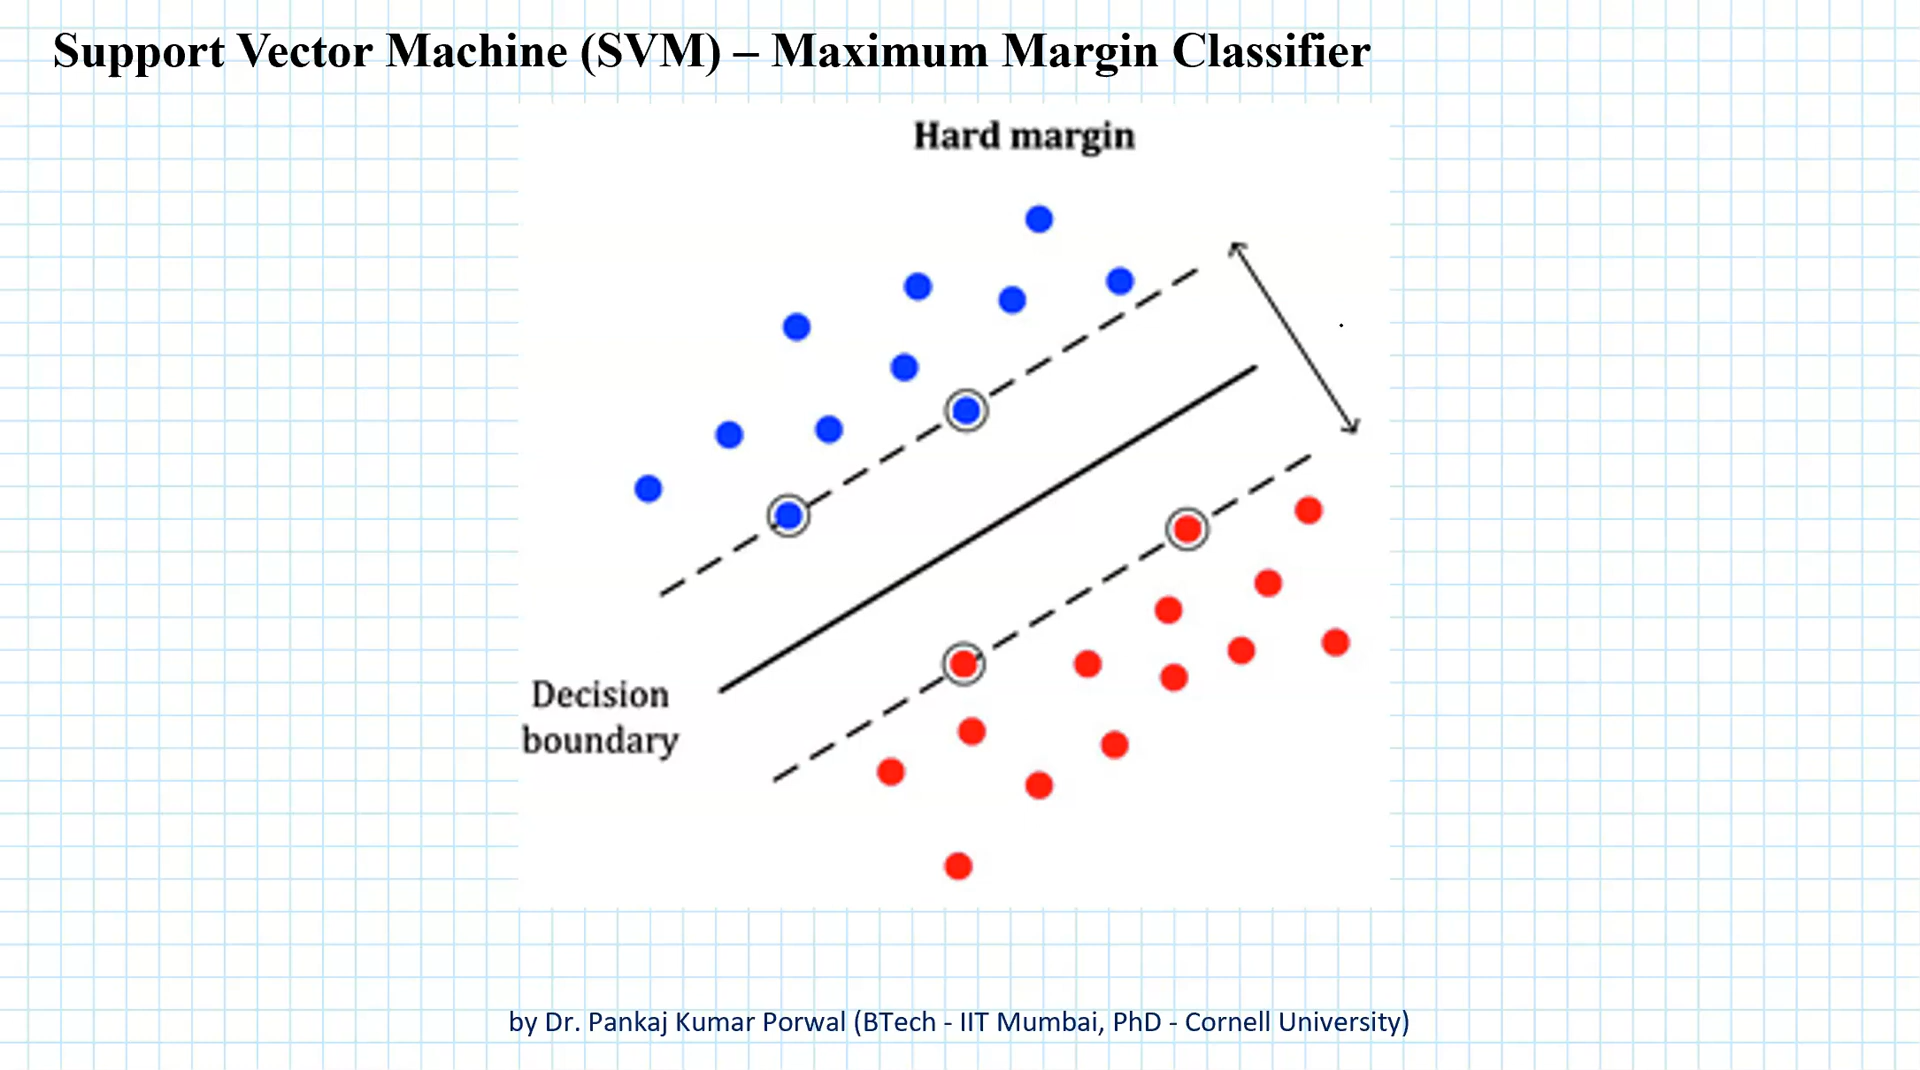 Support Vector Machine (SVM) – Maximum Margin Classifier
Hard margin
Decision
boundary
by Dr. Pankaj Kumar Porwal (BTech - IIT Mumbai, PhD - Cornell University)